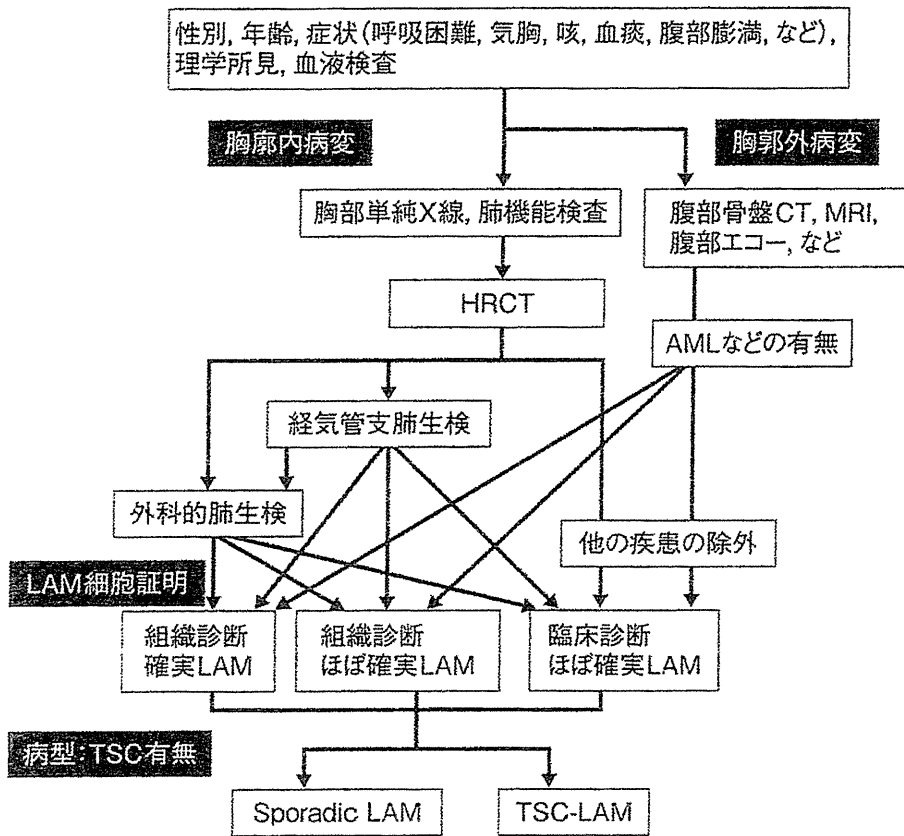 性別, 年齢, 症状(呼吸困難, 気胸, 咳, 血痰, 腹部膨満, など),
理学所見, 血液検査
胸廓内病変
胸郭外病変
胸部単純X線, 肺機能検査
腹部骨盤CT, MRI,
腹部エコー, など
HRCT
AMLなどの有無
経気管支肺生検
外科的肺生検
他の疾患の除外
LAM細胞証明
組織診断
確実LAM
組織診断
ほぼ確実LAM
臨床診断
ほぼ確実LAM
病型:TSC有無
Sporadic LAM
TSC-LAM